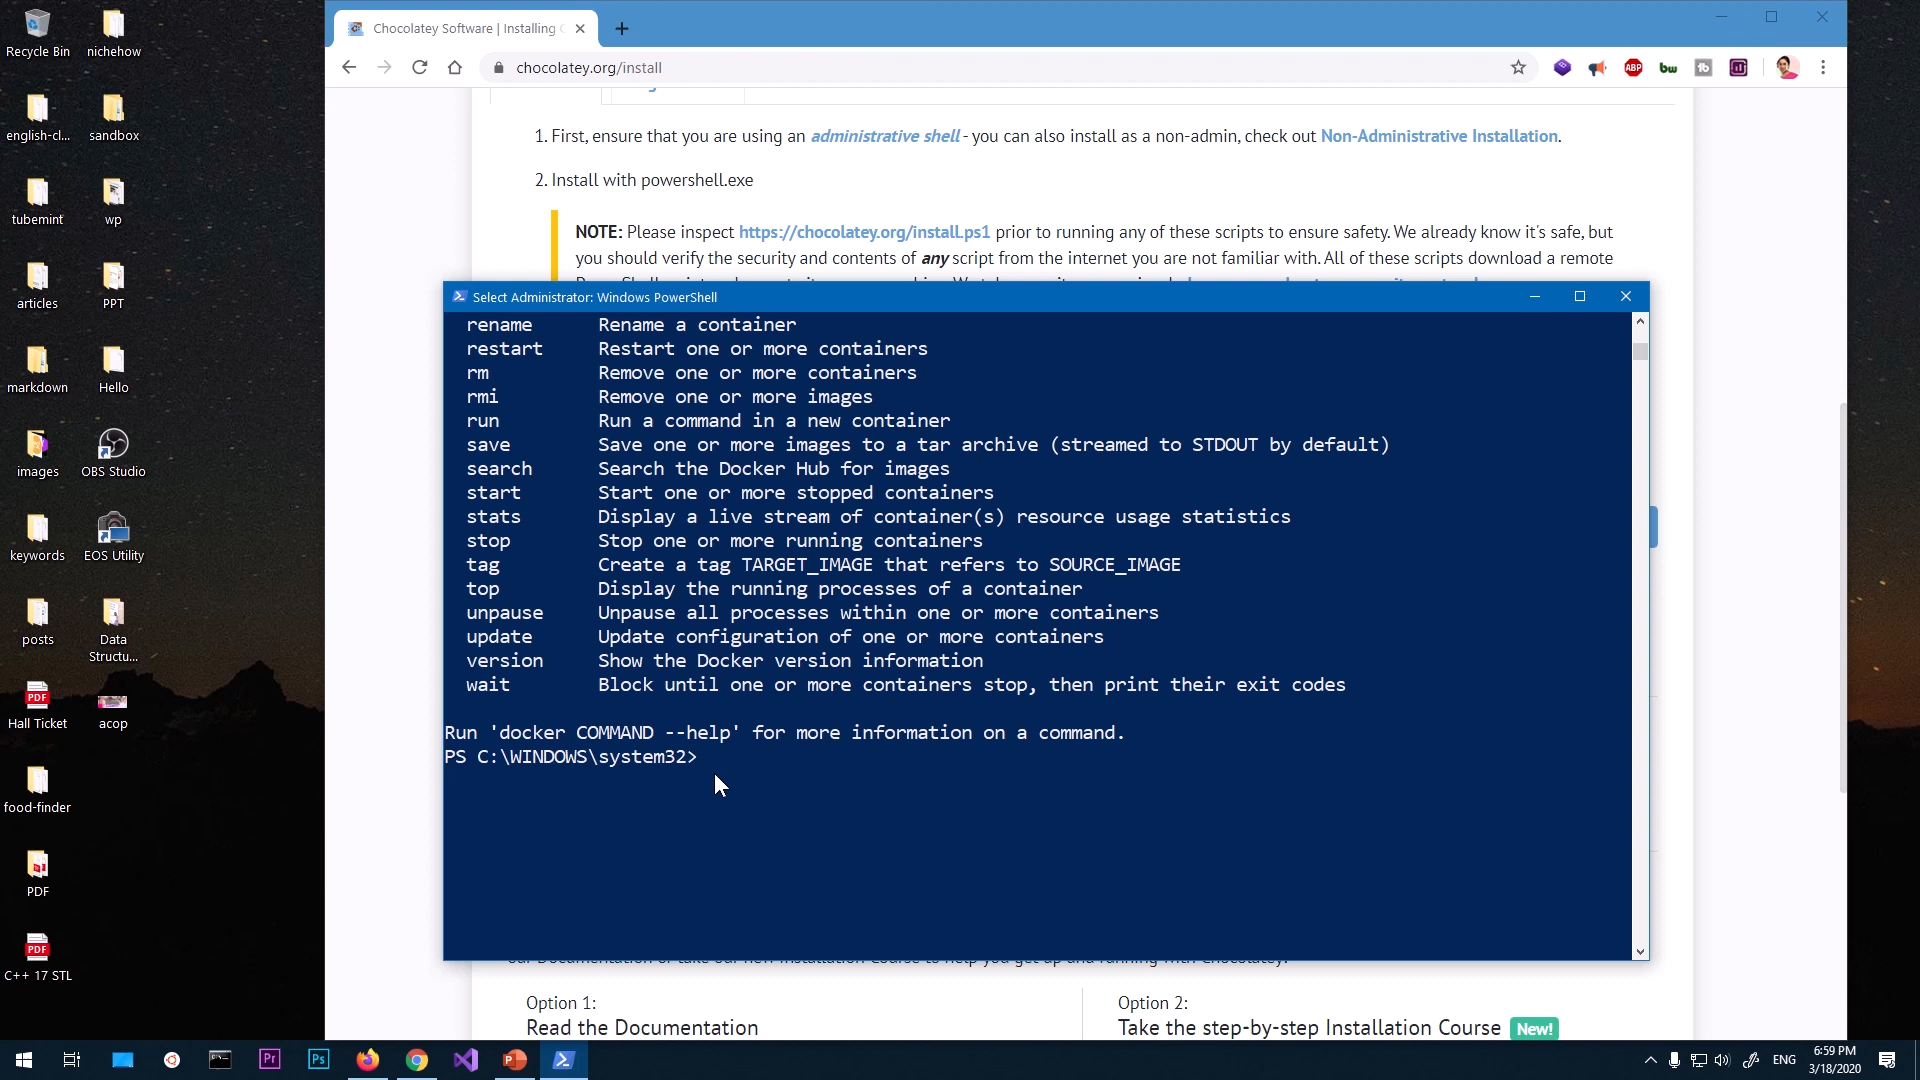 Recycle Bin
nichehow
english-cl...
sandbox
tubemint
wp
articles
PPT
markdown
Hello
images
OBS Studio
keywords
EOS Utility
posts
Data
Structu...
Hall Ticket
acop
food-finder
PDF
C++ 17 STL
Chocolatey Software | Installing
chocolatey.org/install
ABP
bw
1. First, ensure that you are using an administrative shell - you can also install as a non-admin, check out Non-Administrative Installation.
2. Install with powershell.exe
NOTE: Please inspect https://chocolatey.org/install.ps1 prior to running any of these scripts to ensure safety. We already know it's safe, but
you should verify the security and contents of any script from the internet you are not familiar with. All of these scripts download a remote
Select Administrator: Windows PowerShell
rename Rename a container
restart Restart one or more containers
rm Remove one or more containers
rmi Remove one or more images
run Run a command in a new container
save Save one or more images to a tar archive (streamed to STDOUT by default)
search Search the Docker Hub for images
start Start one or more stopped containers
stats Display a live stream of container(s) resource usage statistics
stop Stop one or more running containers
tag Create a tag TARGET_IMAGE that refers to SOURCE_IMAGE
top Display the running processes of a container
unpause Unpause all processes within one or more containers
update Update configuration of one or more containers
version Show the Docker version information
wait Block until one or more containers stop, then print their exit codes
Run 'docker COMMAND --help' for more information on a command.
PS C:\WINDOWS\system32>
Option 1:
Read the Documentation
Option 2:
Take the step-by-step Installation Course New!
Pr
Ps
ENG
6:59 PM
3/18/2020